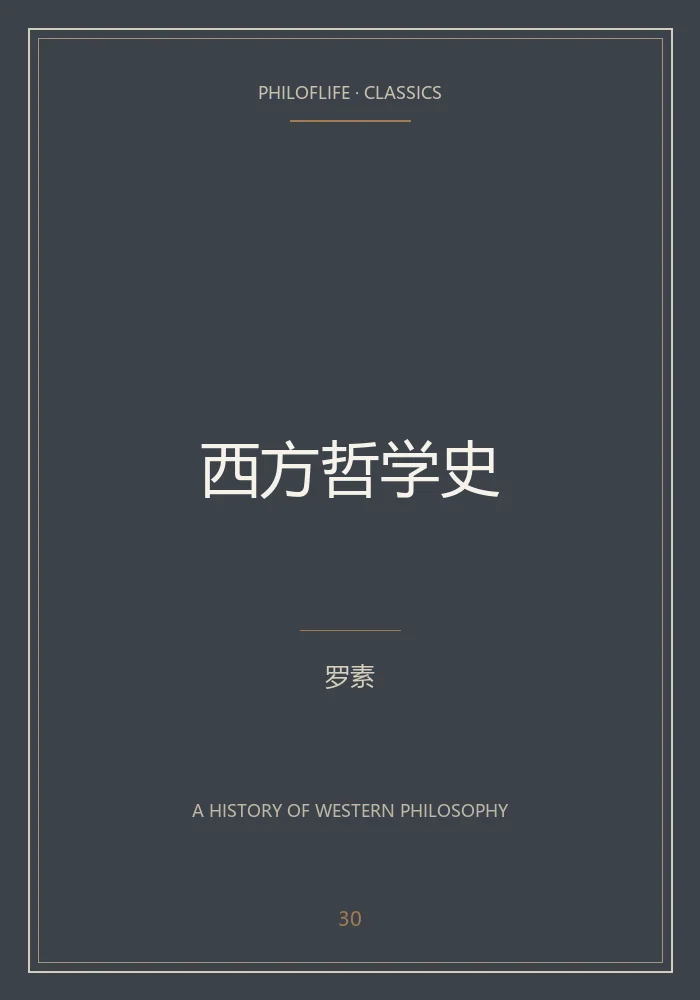 PHILOFLIFE · CLASSICS
西方哲学史
罗素
A HISTORY OF WESTERN PHILOSOPHY
30